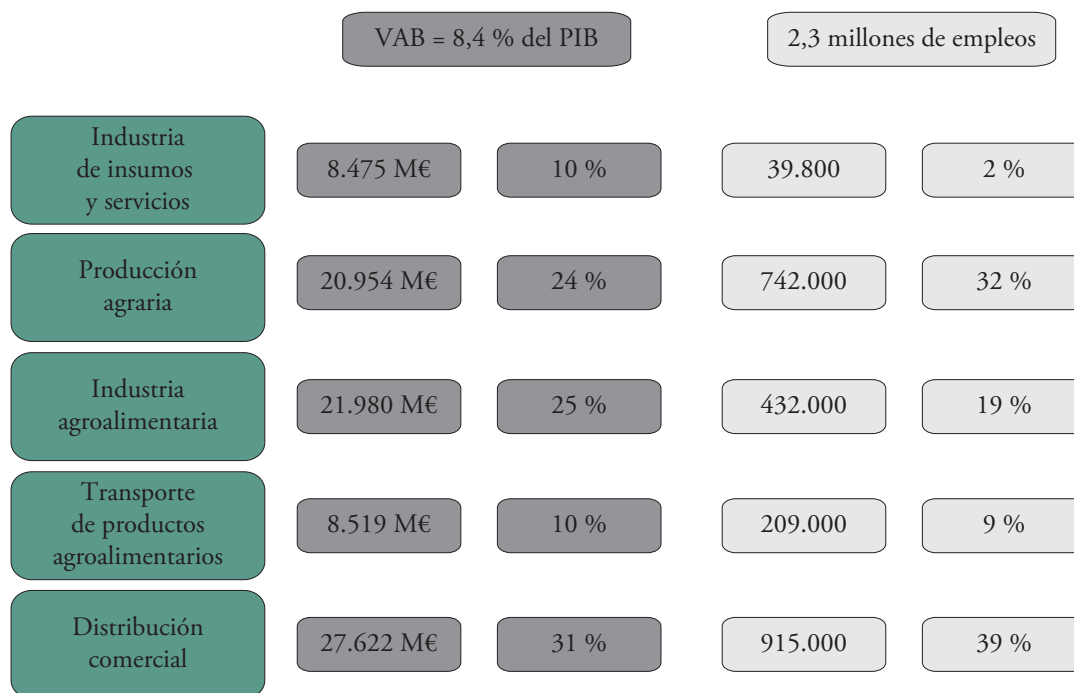 VAB = 8,4 % del PIB
2,3 millones de empleos
Industria
de insumos
y servicios
8.475 M€
10 %
39.800
2 %
Producción
agraria
20.954 M€
24 %
742.000
32 %
Industria
agroalimentaria
21.980 M€
25 %
432.000
19 %
Transporte
de productos
agroalimentarios
8.519 M€
10 %
209.000
9 %
Distribución
comercial
27.622 M€
31 %
915.000
39 %